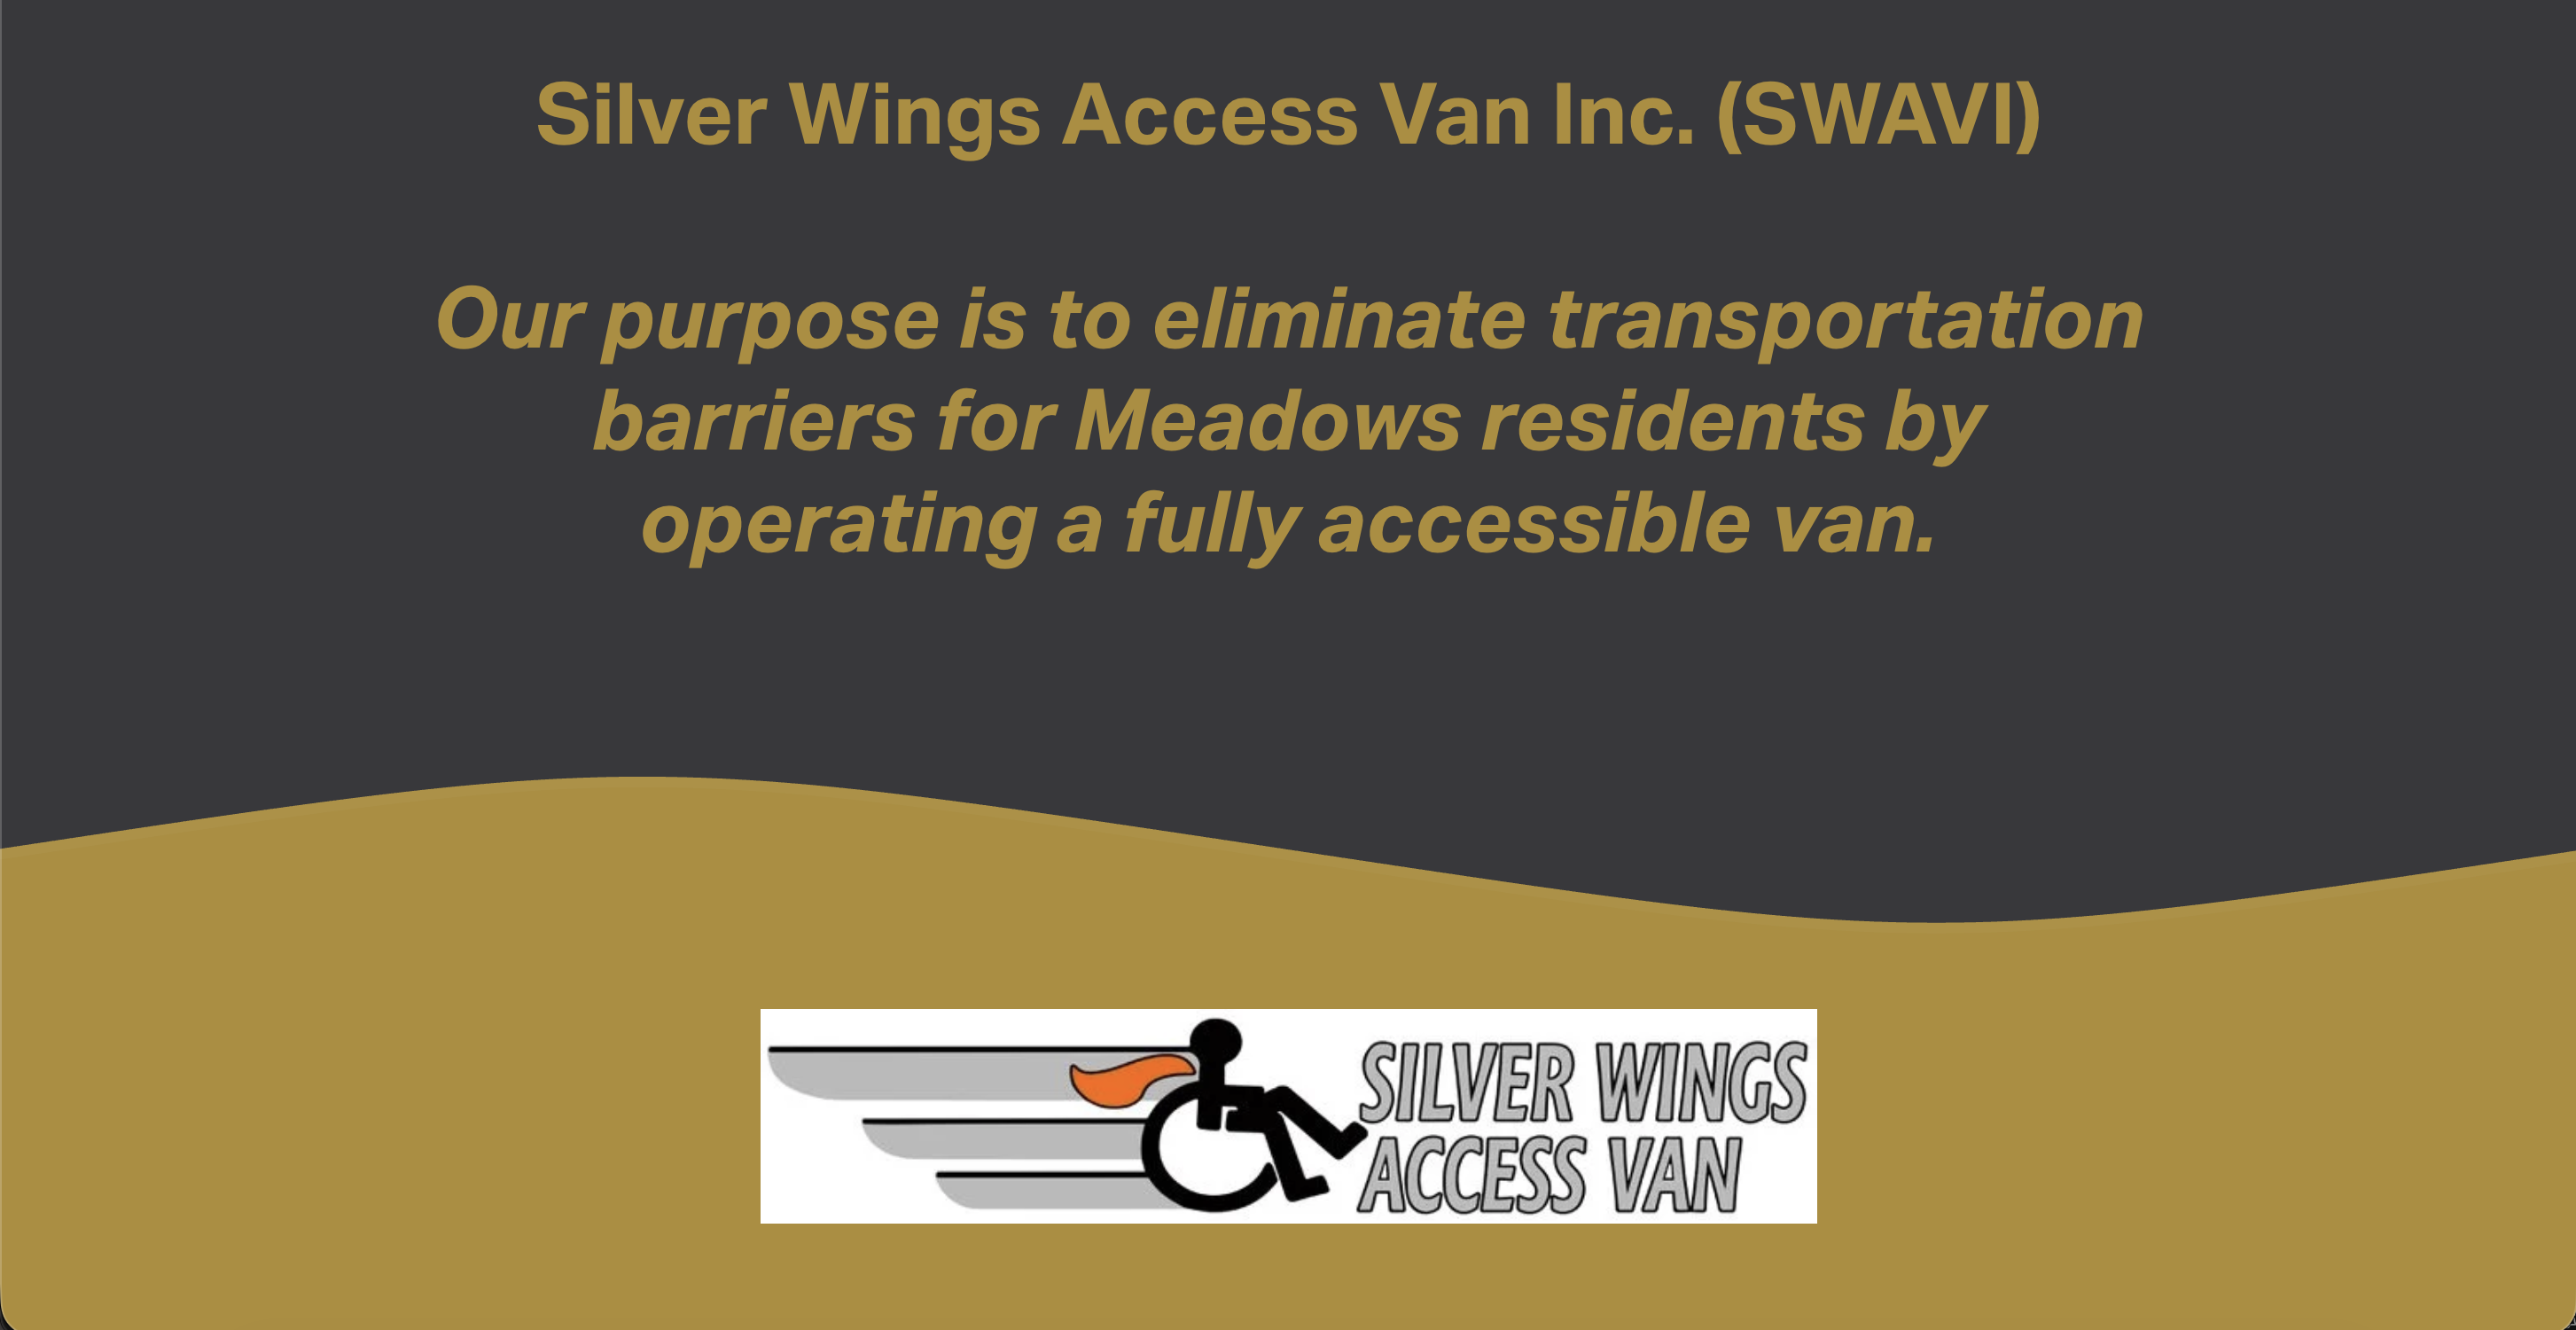 Silver Wings Access Van Inc. (SWAVI)
Our purpose is to eliminate transportation
barriers for Meadows residents by
operating a fully accessible van.
SILVER WINGS
ACCESS VAN